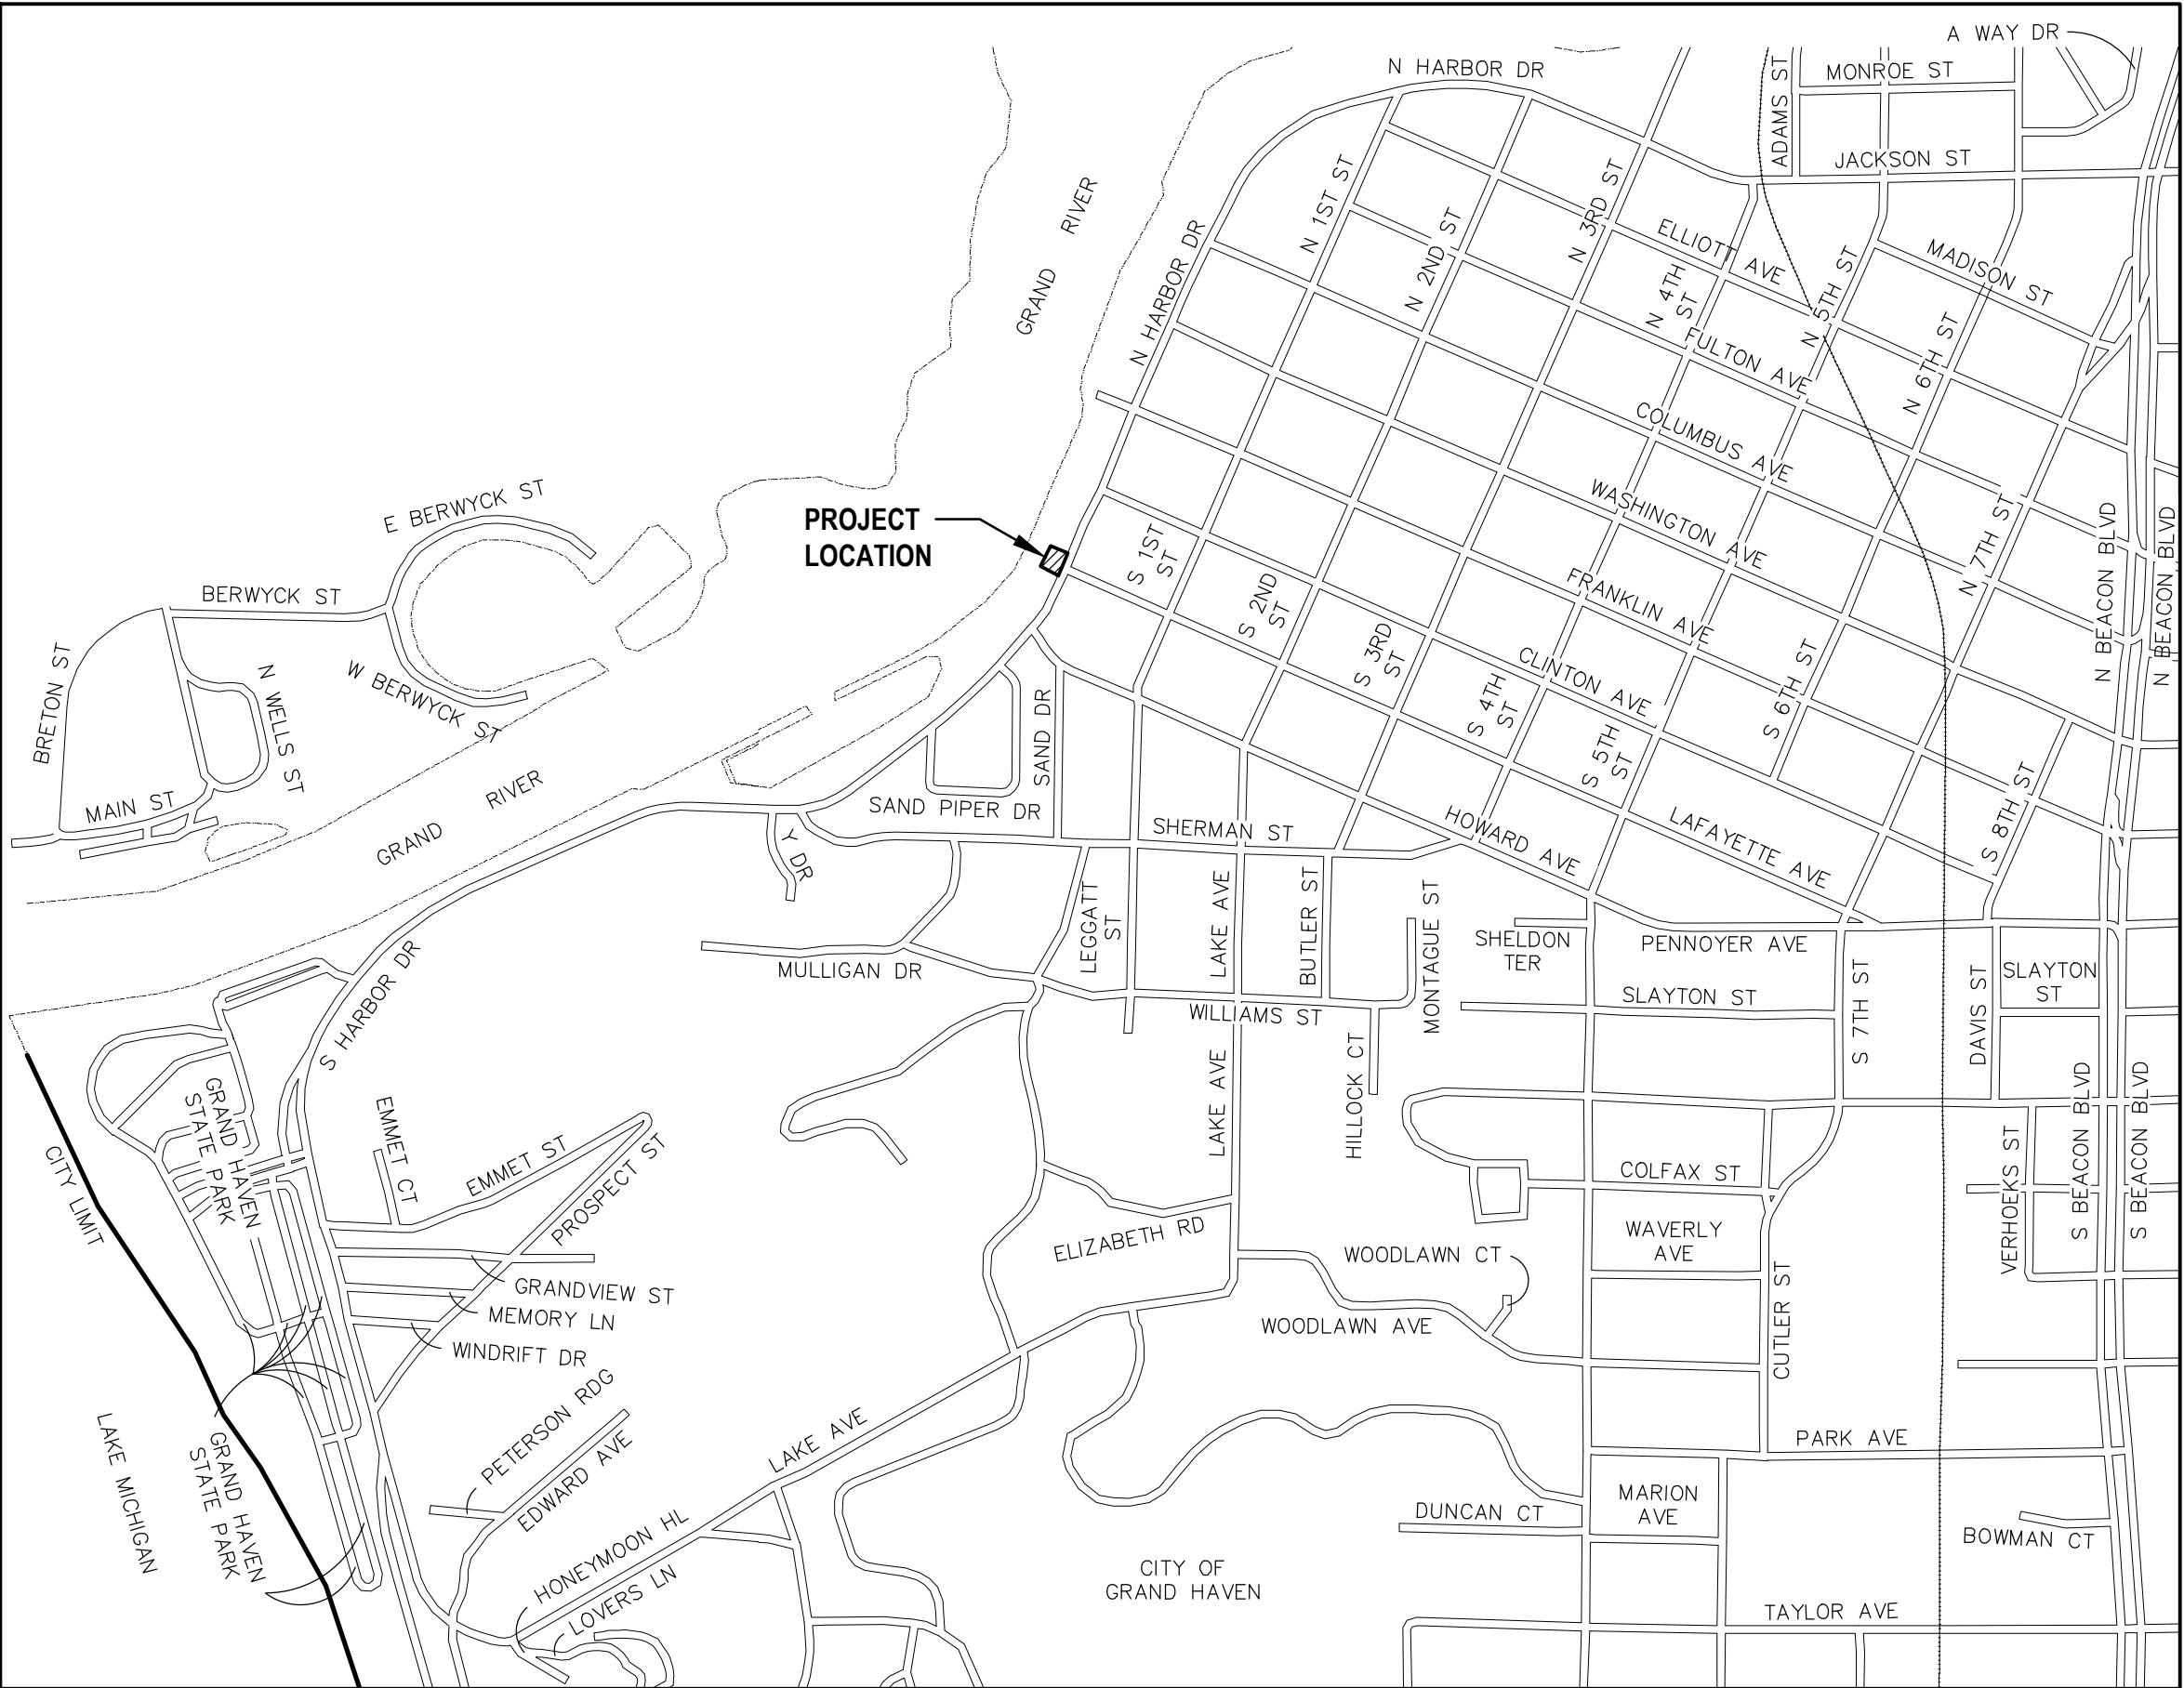 A WAY DR
N HARBOR DR
MONROE ST
ADAMS ST
JACKSON ST
GRAND RIVER
N HARBOR DR
N 1ST ST
N 2ND ST
N 3RD ST
N 4TH
ST
ELLIOTT AVE
N 5TH ST
MADISON ST
N 6TH ST
FULTON AVE
COLUMBUS AVE
WASHINGTON AVE
N 7TH ST
N BEACON BLVD
N BEACON BLVD
E BERWYCK ST
PROJECT
LOCATION
BERWYCK ST
BRETON ST
N WELLS ST
W BERWYCK ST
MAIN ST
GRAND RIVER
S 1ST
ST
S 2ND
ST
S 3RD
ST
S 4TH
ST
S 5TH
ST
S 6TH ST
FRANKLIN AVE
CLINTON AVE
SAND DR
SAND PIPER DR
SHERMAN ST
HOWARD AVE
LAFAYETTE AVE
S 8TH ST
Y DR
LEGGATT
ST
LAKE AVE
BUTLER ST
MONTAGUE ST
SHELDON
TER
PENNOYER AVE
MULLIGAN DR
WILLIAMS ST
SLAYTON ST
S 7TH ST
DAVIS ST
SLAYTON
ST
S HARBOR DR
LAKE AVE
HILLOCK CT
S BEACON BLVD
S BEACON BLVD
VERHOEKS ST
CITY LIMIT
GRAND HAVEN
STATE PARK
EMMET CT
EMMET ST
PROSPECT ST
COLFAX ST
ELIZABETH RD
WAVERLY
AVE
WOODLAWN CT
GRANDVIEW ST
MEMORY LN
WINDRIFT DR
WOODLAWN AVE
CUTLER ST
LAKE MICHIGAN
GRAND HAVEN
STATE PARK
PETERSON RDG
EDWARD AVE
LAKE AVE
PARK AVE
MARION
AVE
DUNCAN CT
BOWMAN CT
HONEYMOON HL
LOVERS LN
CITY OF
GRAND HAVEN
TAYLOR AVE